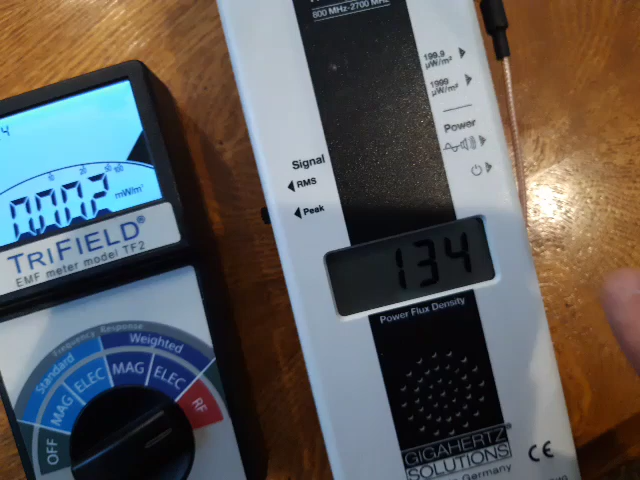 0.002 mW/m²
TRIFIELD®
EMF meter model TF2
Frequency Response
Standard Weighted
OFF MAG ELEC MAG ELEC RF
800 MHz-2700 MHz
199.9
µW/m²
1999
µW/m²
Power
Signal
RMS
Peak
134
Power Flux Density
GIGAHERTZ®
SOLUTIONS
Germany
CE